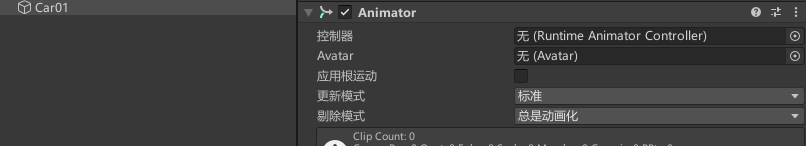 Car01
Animator
控制器
无 (Runtime Animator Controller)
Avatar
无 (Avatar)
应用根运动
更新模式
标准
剔除模式
总是动画化
Clip Count: 0